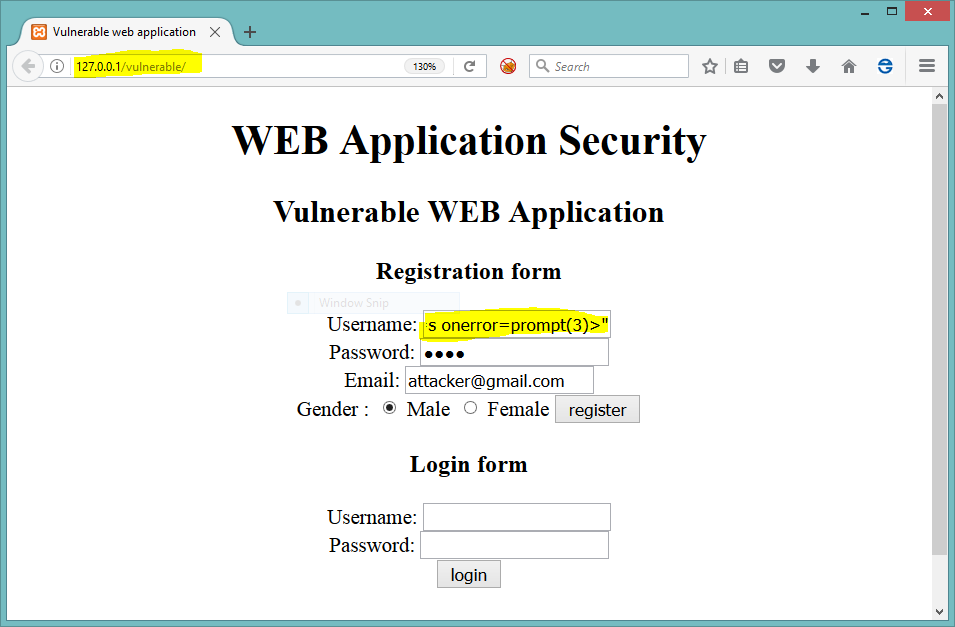 Vulnerable web application
127.0.0.1/vulnerable/
130%
Search
WEB Application Security
Vulnerable WEB Application
Registration form
Window Snip
Username: s onerror=prompt(3)>"
Password: ●●●●
Email: attacker@gmail.com
Gender : Male Female register
Login form
Username:
Password:
login